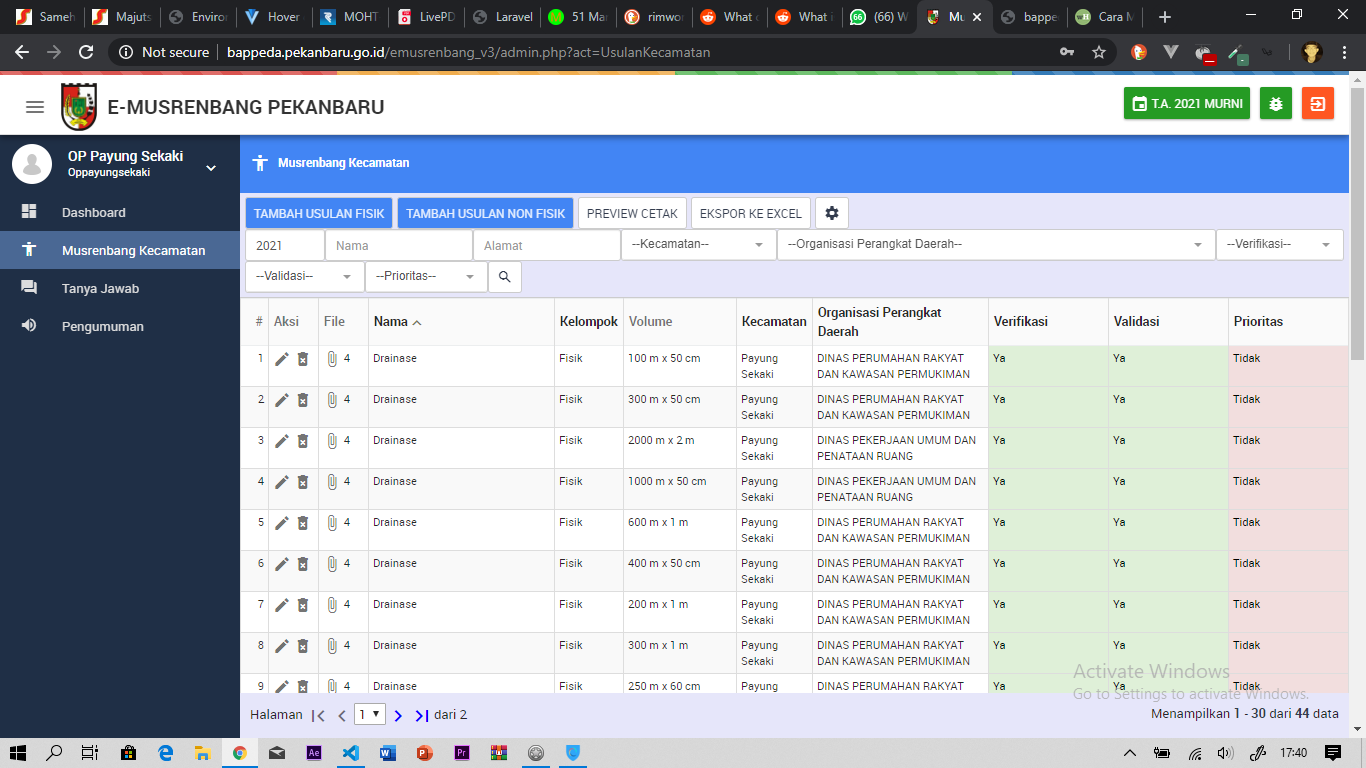 Sameh
Majuts
Enviror
Hover
MOHT
LivePD
Laravel
51 Ma
rimwor
What o
What i
(66) W
Mu
bappe
Cara M
Not secure
bappeda.pekanbaru.go.id/emusrenbang_v3/admin.php?act=UsulanKecamatan
E-MUSRENBANG PEKANBARU
T.A. 2021 MURNI
OP Payung Sekaki
Oppayungsekaki
Dashboard
Musrenbang Kecamatan
Tanya Jawab
Pengumuman
Musrenbang Kecamatan
TAMBAH USULAN FISIK TAMBAH USULAN NON FISIK PREVIEW CETAK EKSPOR KE EXCEL
2021 Nama Alamat --Kecamatan-- --Organisasi Perangkat Daerah-- --Verifikasi--
--Validasi-- --Prioritas--
# Aksi File Nama Kelompok Volume Kecamatan Organisasi Perangkat Daerah Verifikasi Validasi Prioritas
1 4 Drainase Fisik 100 m x 50 cm Payung Sekaki DINAS PERUMAHAN RAKYAT DAN KAWASAN PERMUKIMAN Ya Ya Tidak
2 4 Drainase Fisik 300 m x 50 cm Payung Sekaki DINAS PERUMAHAN RAKYAT DAN KAWASAN PERMUKIMAN Ya Ya Tidak
3 4 Drainase Fisik 2000 m x 2 m Payung Sekaki DINAS PEKERJAAN UMUM DAN PENATAAN RUANG Ya Ya Tidak
4 4 Drainase Fisik 1000 m x 50 cm Payung Sekaki DINAS PEKERJAAN UMUM DAN PENATAAN RUANG Ya Ya Tidak
5 4 Drainase Fisik 600 m x 1 m Payung Sekaki DINAS PERUMAHAN RAKYAT DAN KAWASAN PERMUKIMAN Ya Ya Tidak
6 4 Drainase Fisik 400 m x 50 cm Payung Sekaki DINAS PERUMAHAN RAKYAT DAN KAWASAN PERMUKIMAN Ya Ya Tidak
7 4 Drainase Fisik 200 m x 1 m Payung Sekaki DINAS PERUMAHAN RAKYAT DAN KAWASAN PERMUKIMAN Ya Ya Tidak
8 4 Drainase Fisik 300 m x 1 m Payung Sekaki DINAS PERUMAHAN RAKYAT DAN KAWASAN PERMUKIMAN Ya Ya Tidak
9 4 Drainase Fisik 250 m x 60 cm Payung DINAS PERUMAHAN RAKYAT Ya Ya Tidak
Activate Windows
Go to Settings to activate Windows.
Halaman 1 dari 2
Menampilkan 1 - 30 dari 44 data
17:40